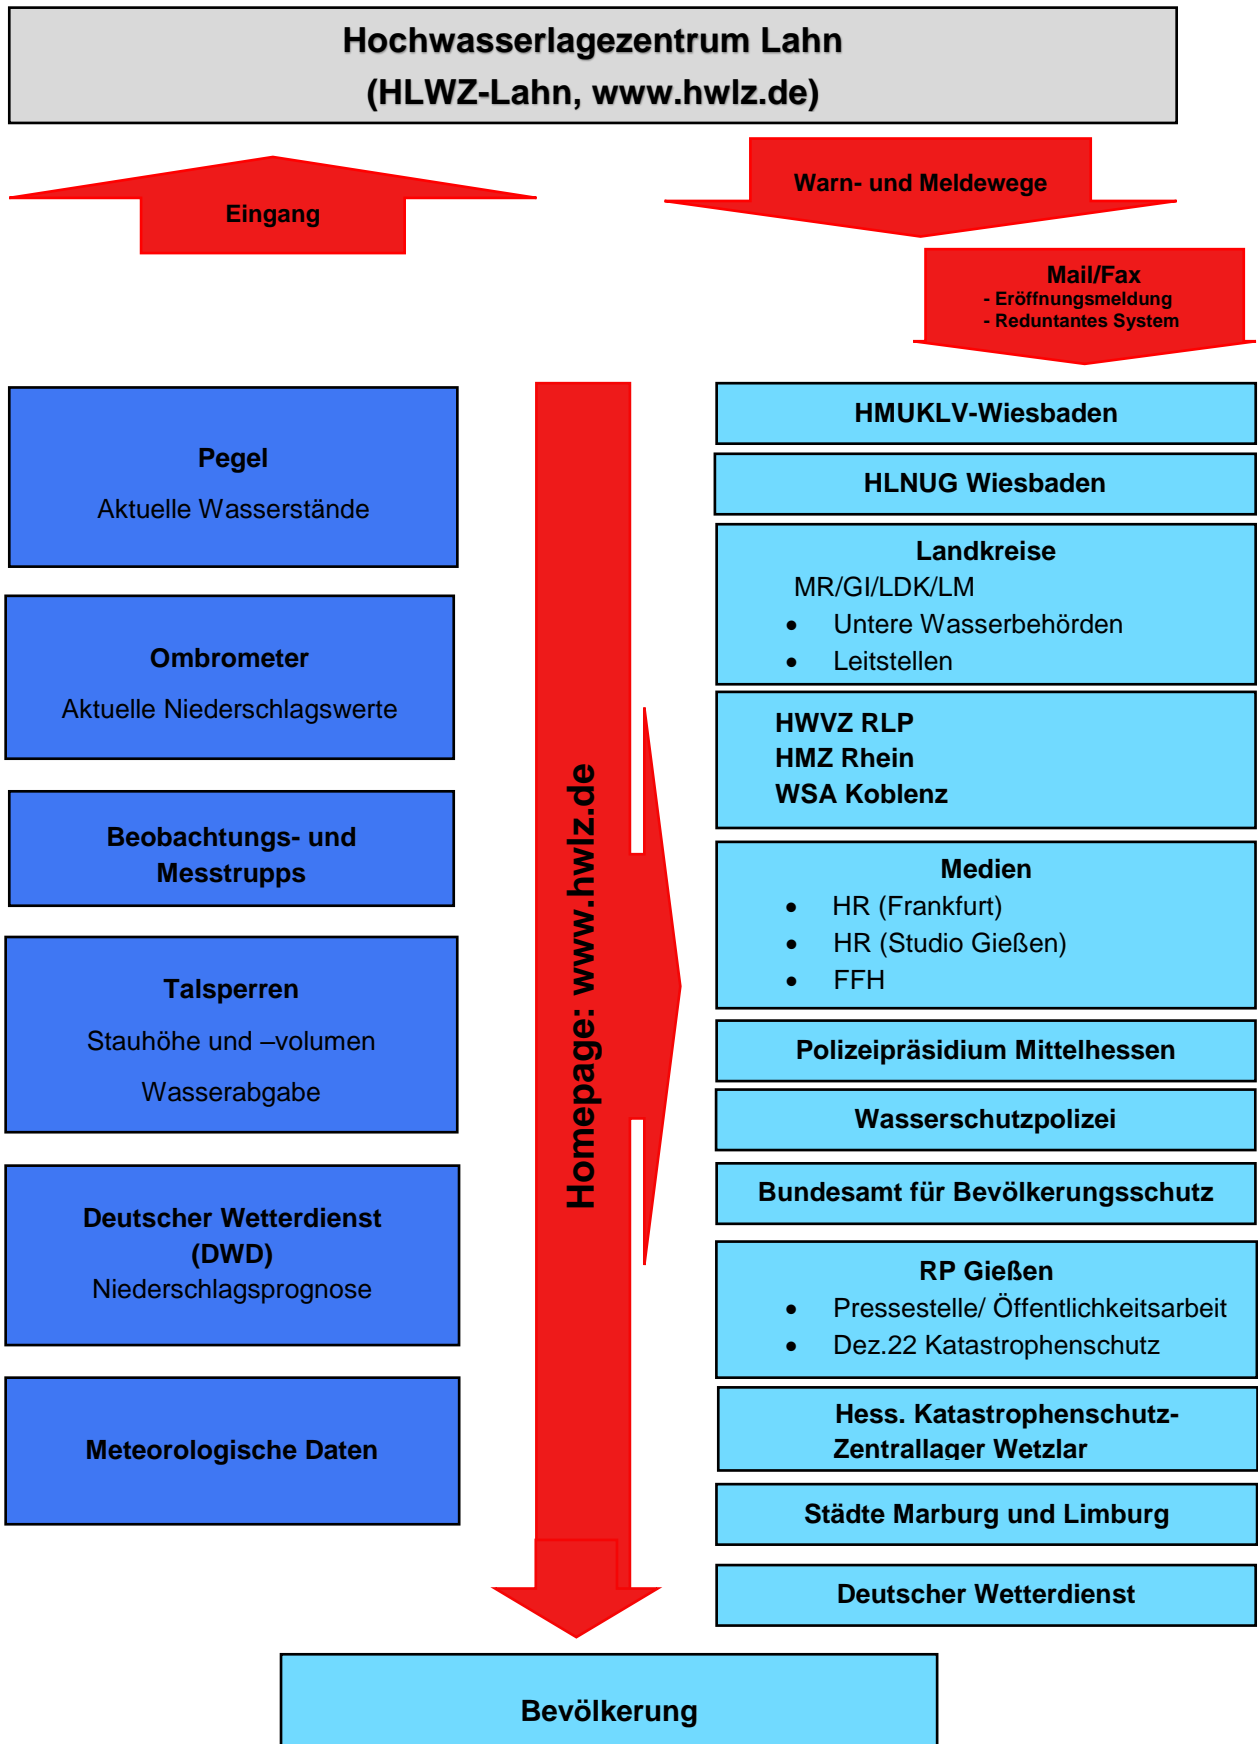 Hochwasserlagezentrum Lahn
(HLWZ-Lahn, www.hwlz.de)
Eingang
Warn- und Meldewege
Mail/Fax
- Eröffnungsmeldung
- Reduntantes System
Pegel
Aktuelle Wasserstände
Ombrometer
Aktuelle Niederschlagswerte
Beobachtungs- und
Messtrupps
Talsperren
Stauhöhe und –volumen
Wasserabgabe
Deutscher Wetterdienst
(DWD)
Niederschlagsprognose
Meteorologische Daten
Homepage: www.hwlz.de
HMUKLV-Wiesbaden
HLNUG Wiesbaden
Landkreise
MR/GI/LDK/LM
• Untere Wasserbehörden
• Leitstellen
HWVZ RLP
HMZ Rhein
WSA Koblenz
Medien
• HR (Frankfurt)
• HR (Studio Gießen)
• FFH
Polizeipräsidium Mittelhessen
Wasserschutzpolizei
Bundesamt für Bevölkerungsschutz
RP Gießen
• Pressestelle/ Öffentlichkeitsarbeit
• Dez.22 Katastrophenschutz
Hess. Katastrophenschutz-
Zentrallager Wetzlar
Städte Marburg und Limburg
Deutscher Wetterdienst
Bevölkerung